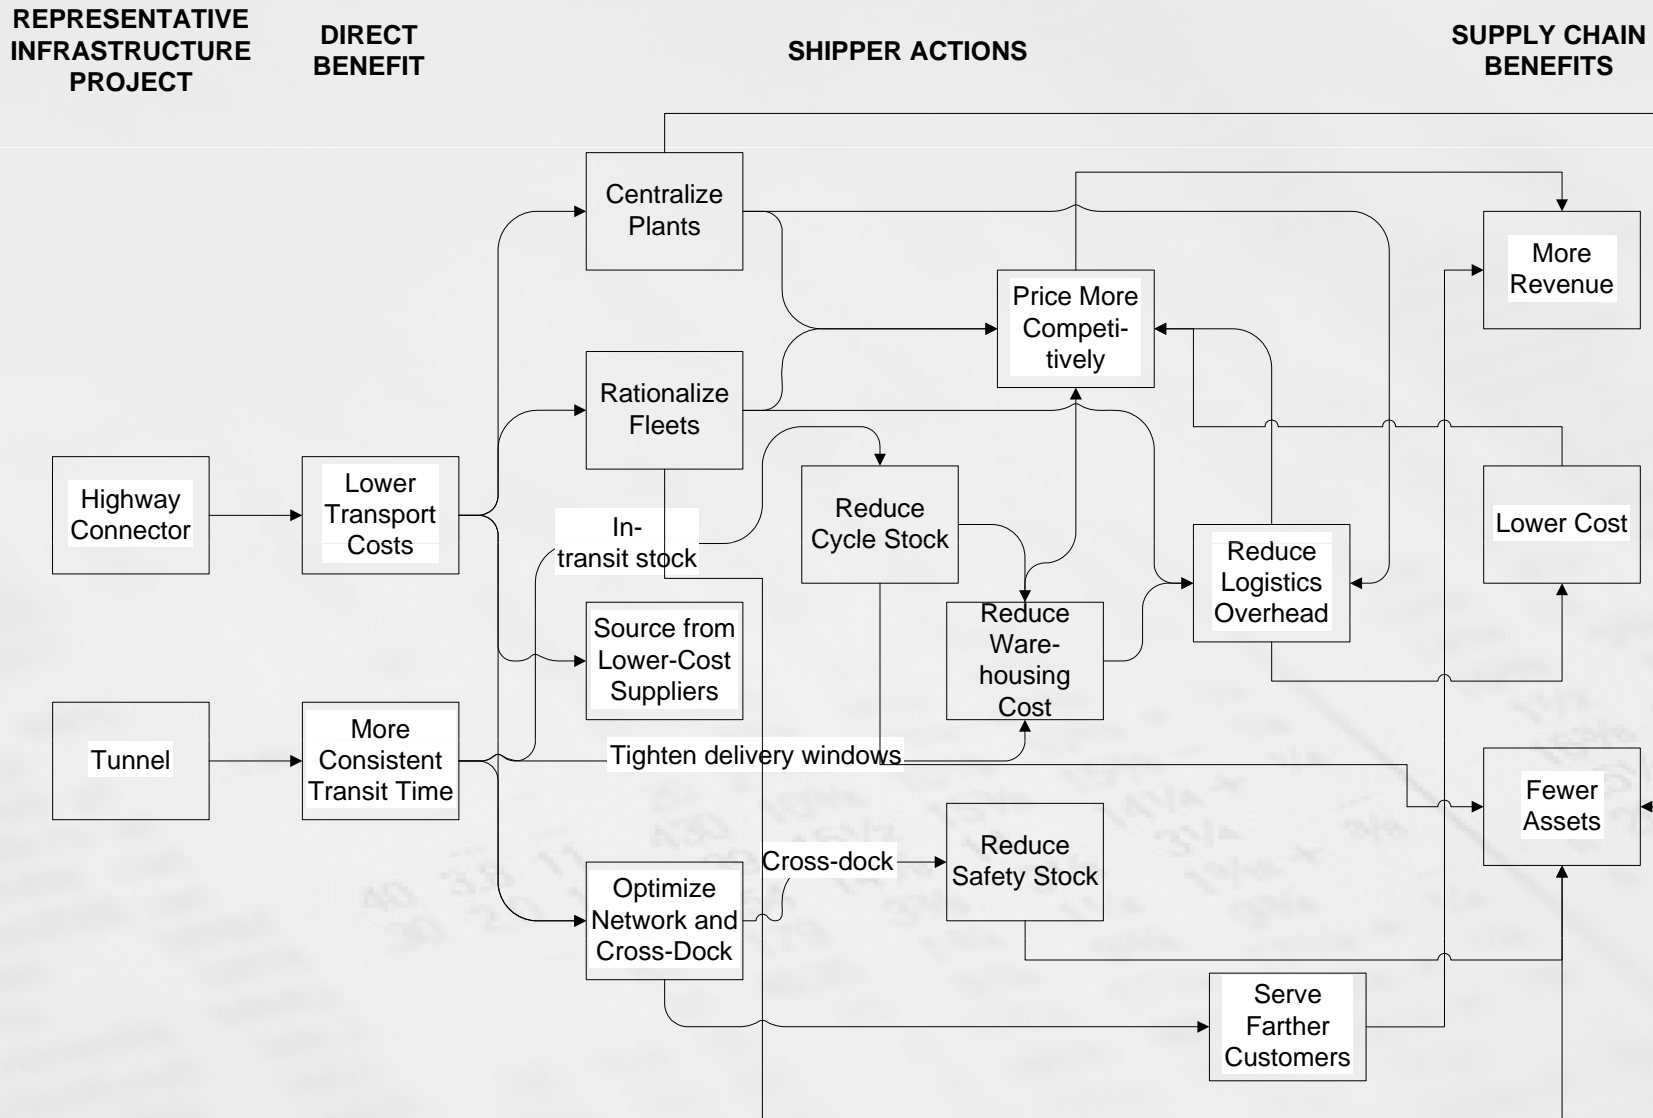 REPRESENTATIVE
INFRASTRUCTURE
PROJECT
DIRECT
BENEFIT
SHIPPER ACTIONS
SUPPLY CHAIN
BENEFITS
Centralize
Plants
More
Revenue
Price More
Competi-
tively
Rationalize
Fleets
Highway
Connector
Lower
Transport
Costs
In-
transit stock
Reduce
Cycle Stock
Reduce
Logistics
Overhead
Lower Cost
Source from
Lower-Cost
Suppliers
Reduce
Ware-
housing
Cost
Tunnel
More
Consistent
Transit Time
Tighten delivery windows
Fewer
Assets
Optimize
Network and
Cross-Dock
Cross-dock
Reduce
Safety Stock
Serve
Farther
Customers